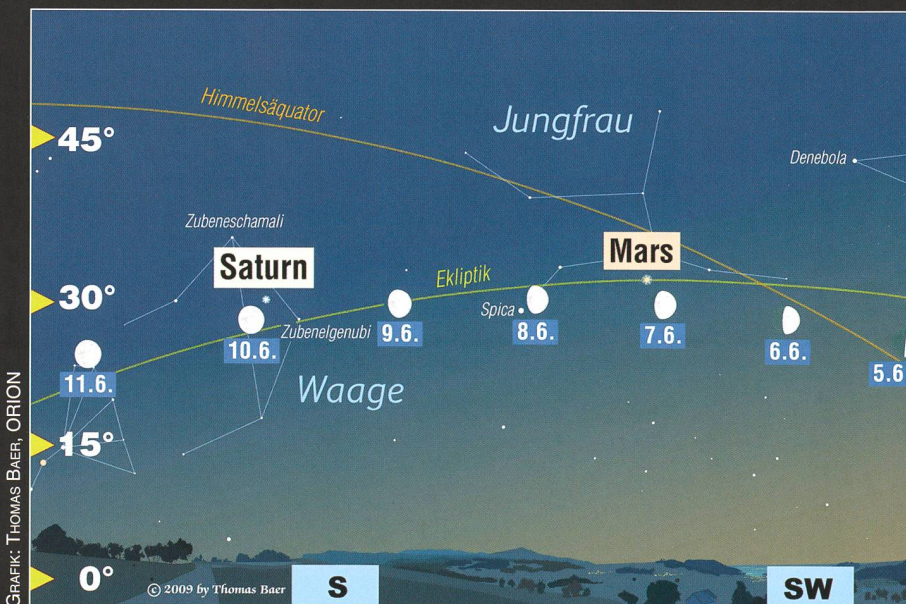 Himmelsäquator
Jungfrau
45°
Denebola
Zubeneschamali
Saturn
Mars
Ekliptik
30°
Spica
Zubenelgenubi
9.6.
8.6.
7.6.
10.6.
6.6.
11.6.
5.6
Waage
15°
0°
© 2009 by Thomas Baer
S
SW
GRAFIK: THOMAS BAER, ORION